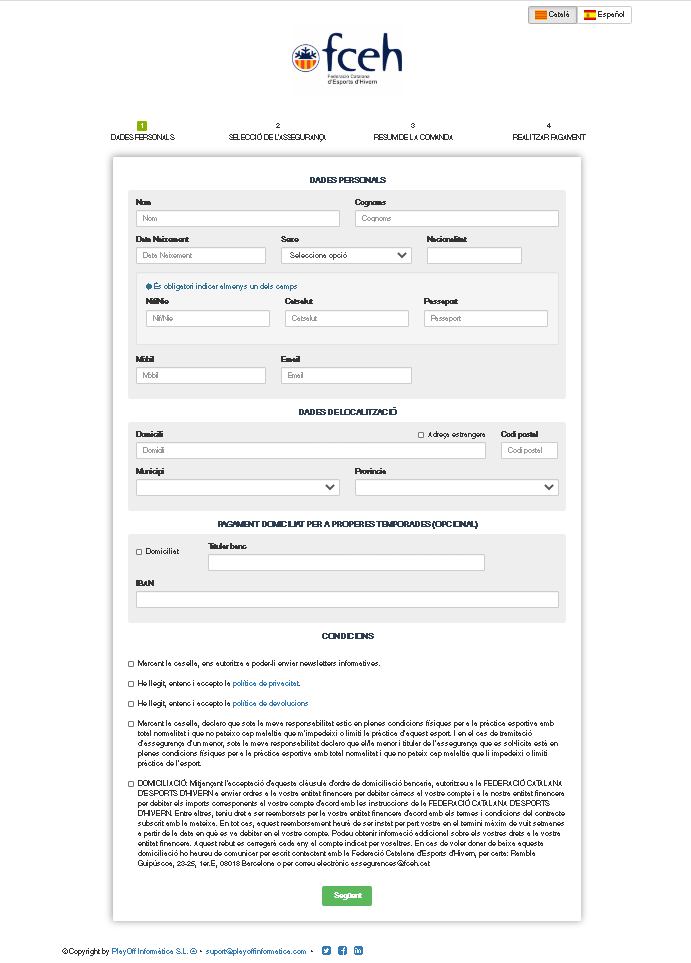 Català Español
fceh
Federació Catalana
d'Esports d'Hivern
1 2 3 4
DADES PERSONALS SELECCIÓ DE L'ASSEGURANÇA RESUM DE LA COMANDA REALITZAR PAGAMENT
DADES PERSONALS
Nom Cognoms
Nom Cognoms
Data Naixement Sexe Nacionalitat
Data Naixement Selecciona opció
És obligatori indicar almenys un dels camps
Nif/Nie Catsalut Passaport
Nif/Nie Catsalut Passaport
Mòbil Email
Mòbil Email
DADES DE LOCALITZACIÓ
Domicili Adreça estrangera Codi postal
Domicili Codi postal
Municipi Provincia
PAGAMENT DOMICILIAT PER A PROPERES TEMPORADES (OPCIONAL)
Domiciliat Titular banc
IBAN
CONDICIONS
Marcant la casella, ens autoritza a poder-li enviar newsletters informatives.
He llegit, entenc i accepto la política de privacitat.
He llegit, entenc i accepto la política de devolucions
Marcant la casella, declaro que sota la meva responsabilitat estic en plenes condicions físiques per a la pràctica esportiva amb
total normalitat i que no pateixo cap malaltia que m'impedeixi o limiti la pràctica d'aquest esport. I en el cas de tramitació
d'assegurança d'un menor, sota la meva responsabilitat declaro que el/la menor i titular de l'assegurança que es sol·licita està en
plenes condicions físiques per a la pràctica esportiva amb total normalitat i que no pateix cap malaltia que li impedeixi o limiti
pràctica de l'esport.
DOMICILIACIÓ: Mitjançant l'acceptació d'aquesta clàusula d'ordre de domiciliació bancària, autoritzeu a la FEDERACIÓ CATALANA
D'ESPORTS D'HIVERN a enviar ordres a la vostra entitat financera per debitar càrrecs al vostre compte i a la nostra entitat financera
per debitar els imports corresponents al vostre compte d'acord amb les instruccions de la FEDERACIÓ CATALANA D'ESPORTS
D'HIVERN. Entre altres, teniu dret a ser reemborsats per la vostra entitat financera d'acord amb els termes i condicions del contracte
subscrit amb la mateixa. En tot cas, aquest reemborsament haurà de ser instat per part vostra en el termini màxim de vuit setmanes
a partir de la data en què es va debitar en el vostre compte. Podeu obtenir informació addicional sobre els vostres drets a la vostra
entitat financera. Aquest rebut es carregarà cada any al compte indicat per vosaltres. En cas de voler donar de baixa aquesta
domiciliació ho haureu de comunicar per escrit contactant amb la Federació Catalana d'Esports d'Hivern, per carta: Rambla
Guipúscoa, 23-25, 1er.E, 08018 Barcelona o per correu electrònic assegurances@fceh.cat
Següent
©Copyright by PlayOff Informàtica S.L. • suport@playoffinformatica.com •